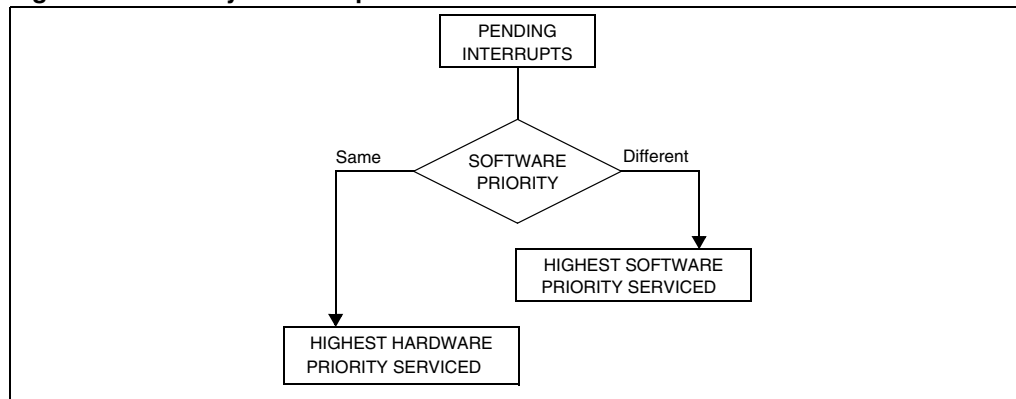 PENDING
INTERRUPTS
Same
SOFTWARE
PRIORITY
Different
HIGHEST SOFTWARE
PRIORITY SERVICED
HIGHEST HARDWARE
PRIORITY SERVICED